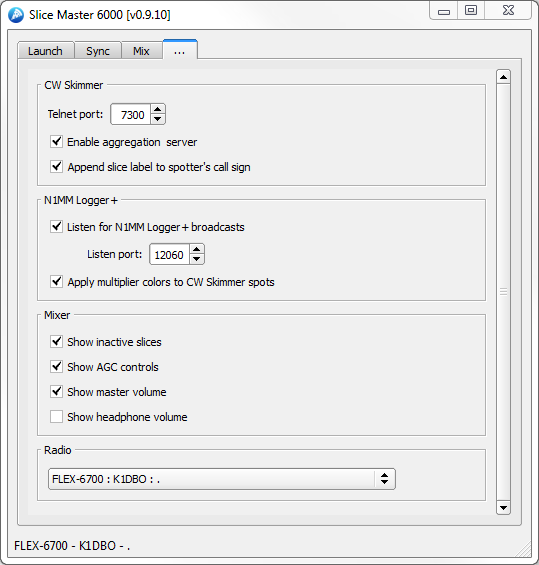 Slice Master 6000 [v0.9.10]
Launch Sync Mix ...
CW Skimmer
Telnet port: 7300
Enable aggregation server
Append slice label to spotter's call sign
N1MM Logger+
Listen for N1MM Logger+ broadcasts
Listen port: 12060
Apply multiplier colors to CW Skimmer spots
Mixer
Show inactive slices
Show AGC controls
Show master volume
Show headphone volume
Radio
FLEX-6700 : K1DBO : .
FLEX-6700 - K1DBO - .